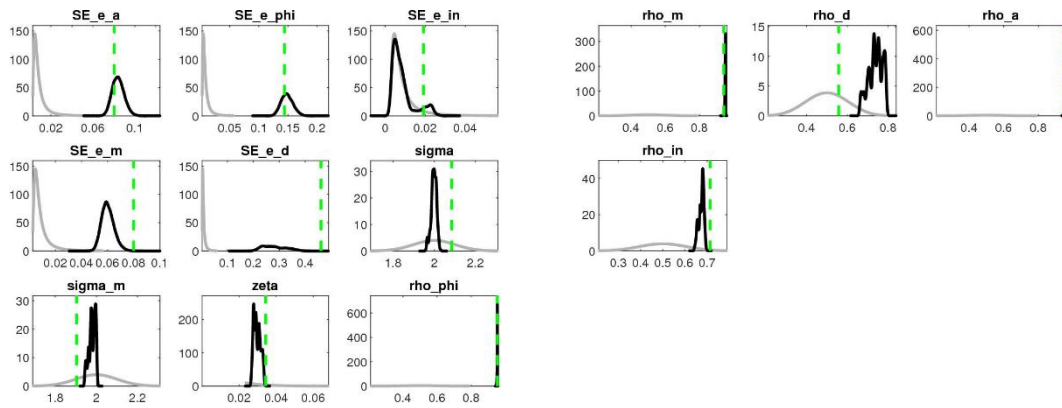 SE_e_a SE_e_phi SE_e_in
150 150 150
100 100 100
50 50 50
0 0 0
0.02 0.06 0.1 0.05 0.1 0.15 0.2 0 0.02 0.04
SE_e_m SE_e_d sigma
150 150 30
100 100 20
50 50 10
0 0 0
0.02 0.04 0.06 0.08 0.1 0.1 0.2 0.3 0.4 1.8 2 2.2
sigma_m zeta rho_phi
30 200 600
20 400
10 100 200
0 0 0
1.8 2 2.2 0 0.02 0.04 0.06 0.2 0.4 0.6 0.8
rho_m rho_d rho_a
300 15 600
200 10 400
100 5 200
0 0 0
0.4 0.6 0.8 0.4 0.6 0.8 0.4 0.6 0.8
rho_in
40
20
0
0.3 0.4 0.5 0.6 0.7